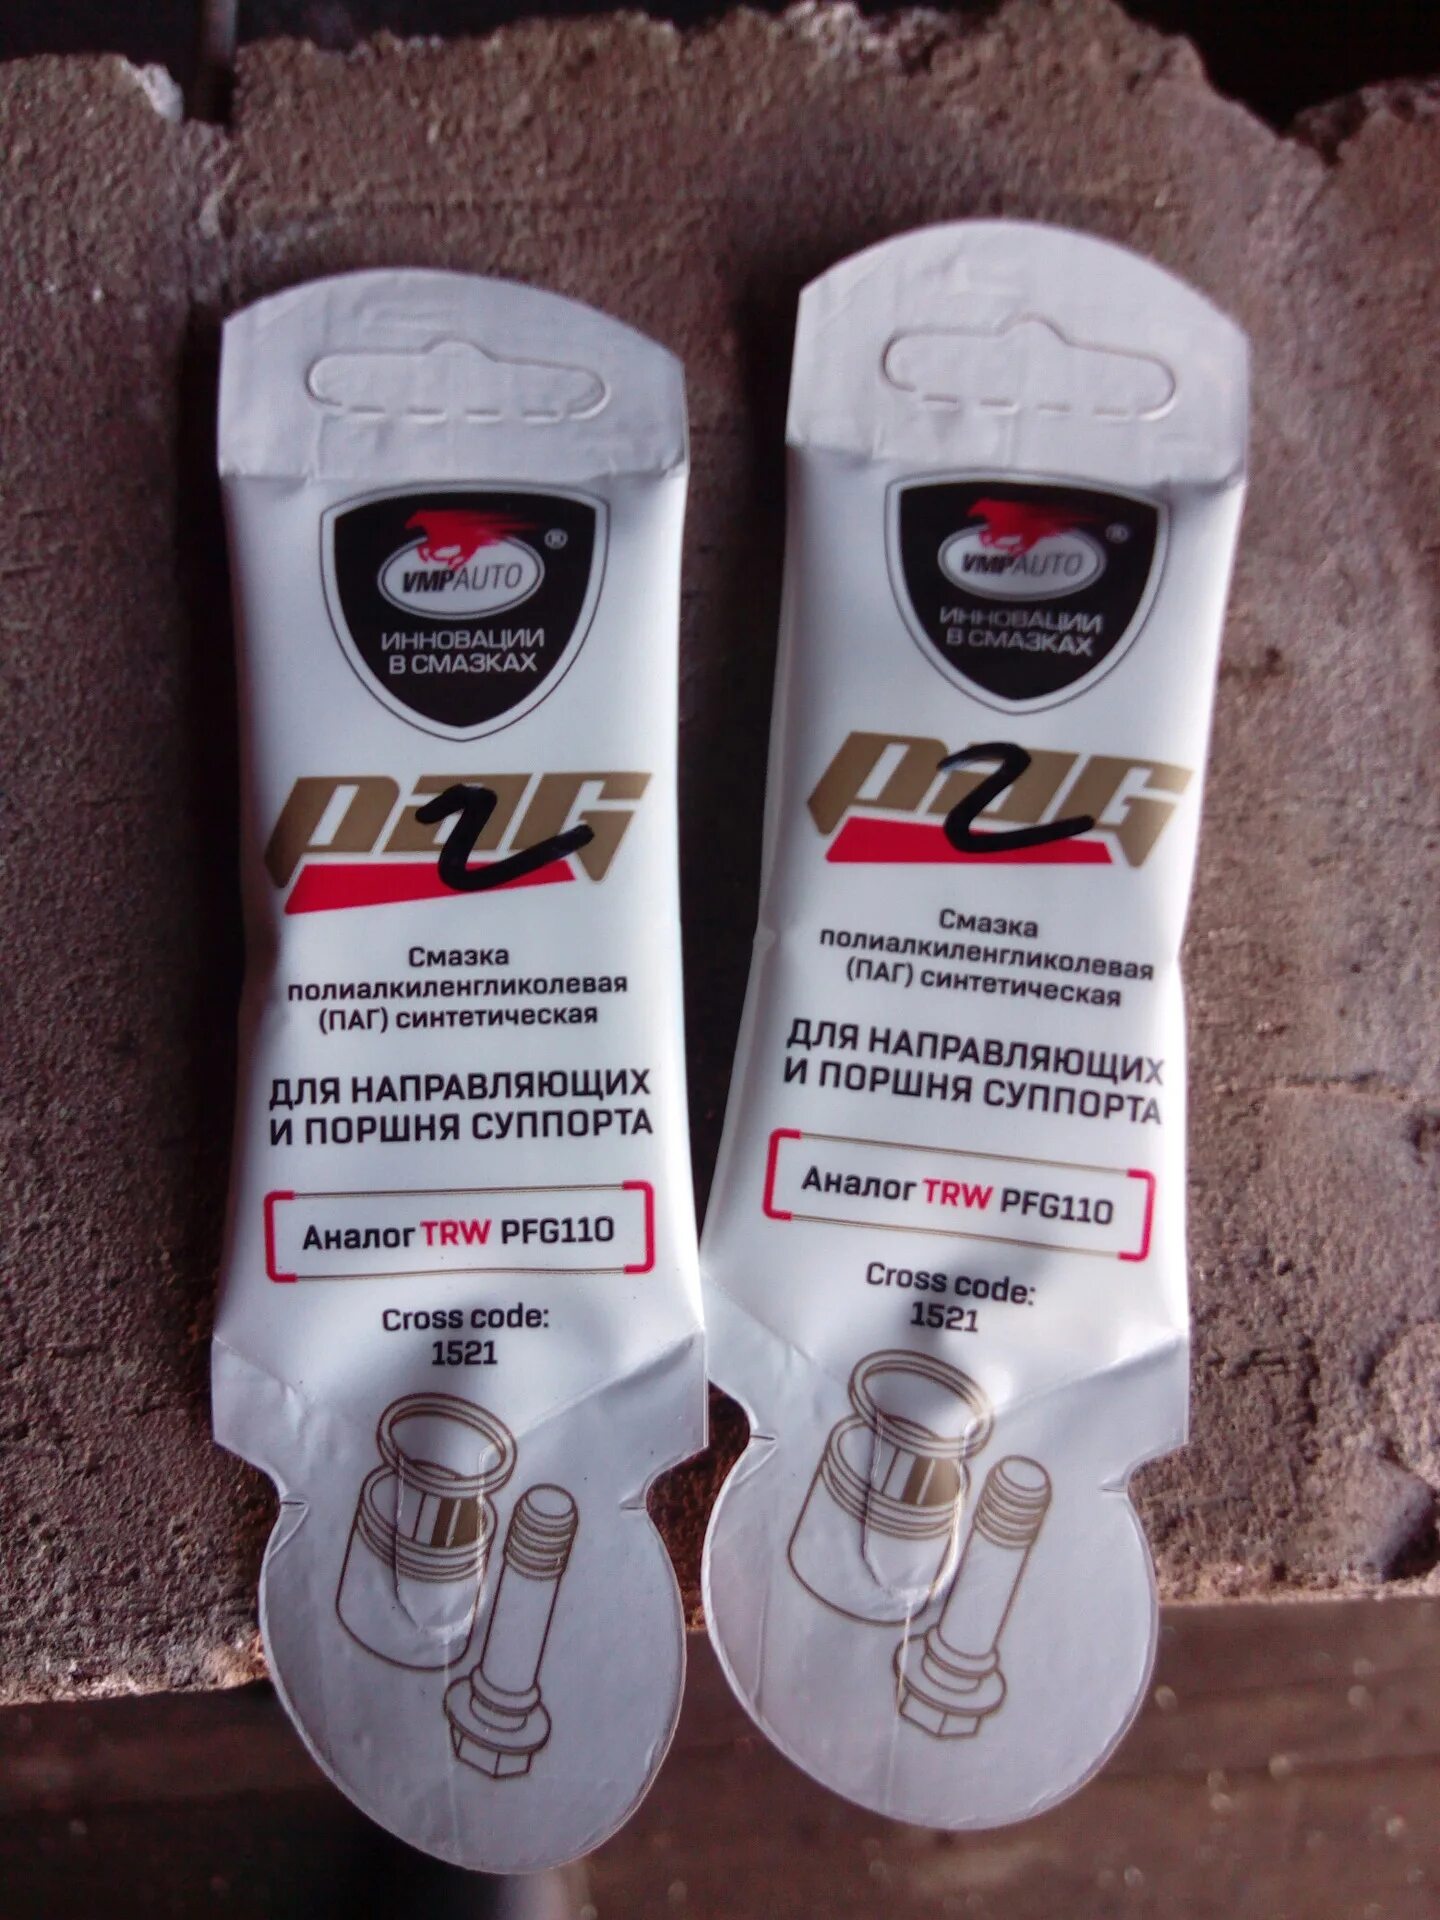 VMPAUTO ®
ИННОВАЦИИ
В СМАЗКАХ
PAG
2
Смазка
полиалкиленгликолевая
(ПАГ) синтетическая
ДЛЯ НАПРАВЛЯЮЩИХ
И ПОРШНЯ СУППОРТА
Аналог TRW PFG110
Cross code:
1521
VMPAUTO ®
ИННОВАЦИИ
В СМАЗКАХ
PAG
2
Смазка
полиалкиленгликолевая
(ПАГ) синтетическая
ДЛЯ НАПРАВЛЯЮЩИХ
И ПОРШНЯ СУППОРТА
Аналог TRW PFG110
Cross code:
1521